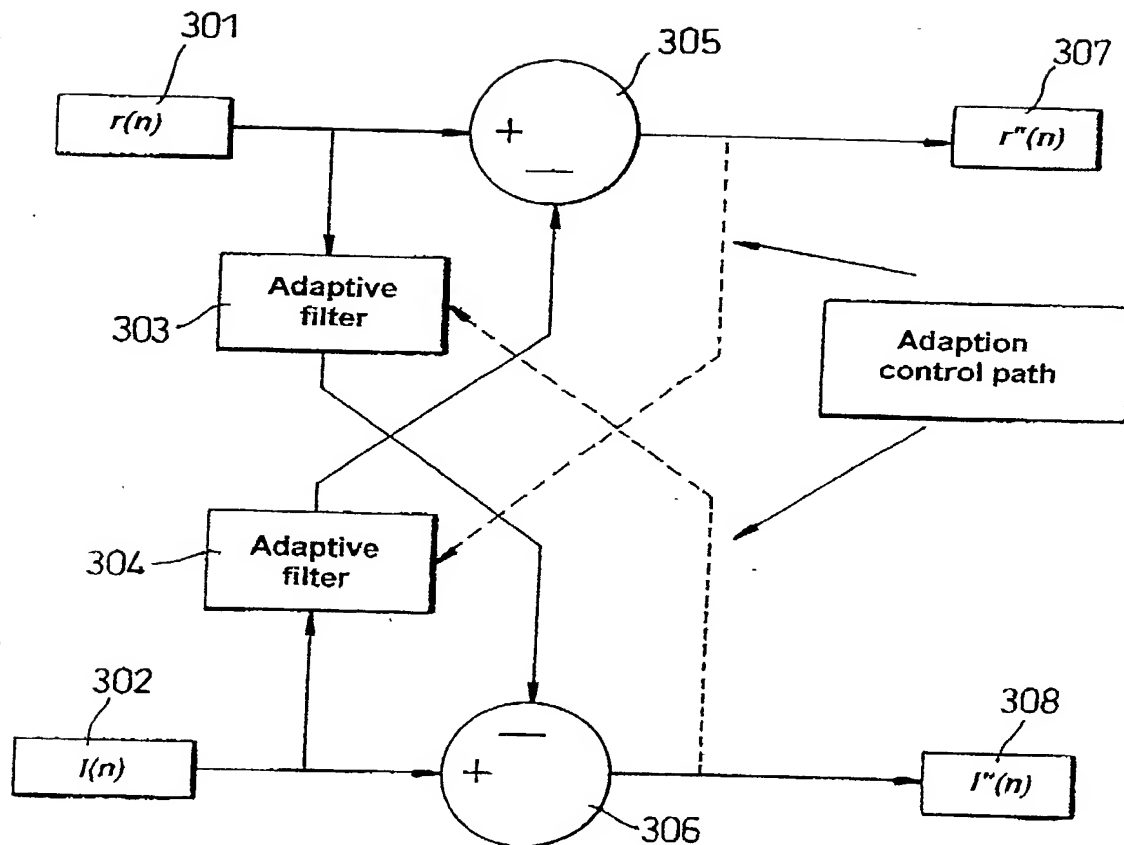 301
305
307
r(n)
+
—
r"(n)
Adaptive
filter
303
Adaption
control path
Adaptive
filter
304
302
308
l(n)
—
+
l"(n)
306